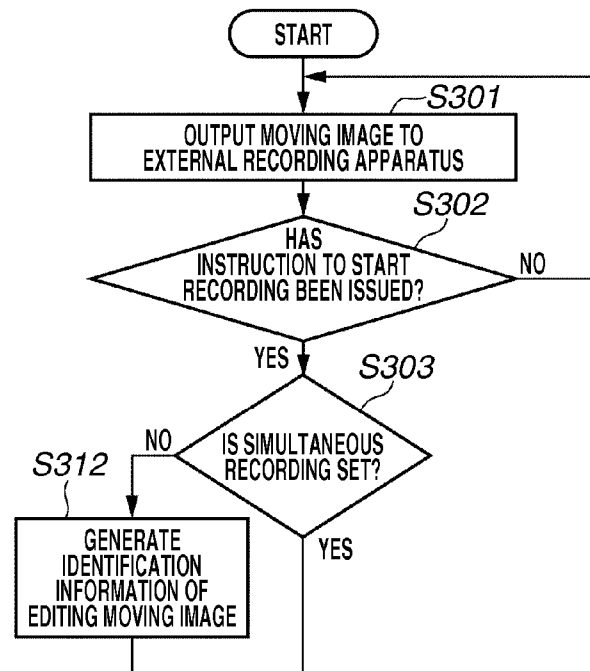 START
S301
OUTPUT MOVING IMAGE TO
EXTERNAL RECORDING APPARATUS
S302
HAS
INSTRUCTION TO START
RECORDING BEEN ISSUED?
NO
YES
S303
IS SIMULTANEOUS
RECORDING SET?
NO
YES
S312
GENERATE
IDENTIFICATION
INFORMATION OF
EDITING MOVING IMAGE